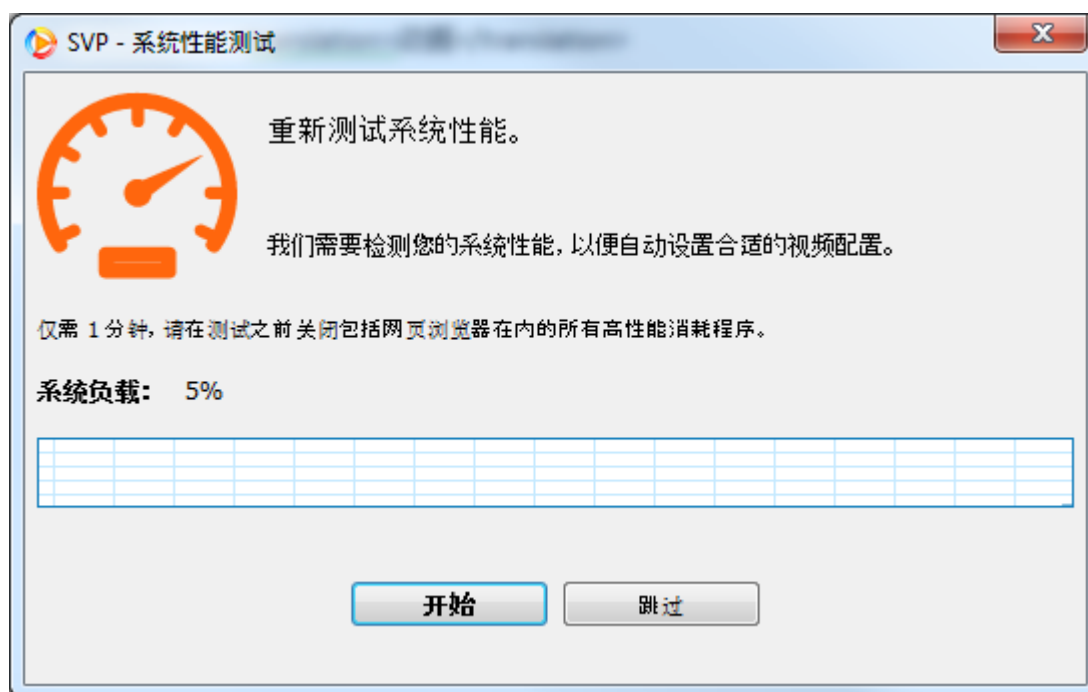 SVP - 系统性能测试
重新测试系统性能。
我们需要检测您的系统性能, 以便自动设置合适的视频配置。
仅需 1 分钟, 请在测试之前关闭包括网页浏览器在内的所有高性能消耗程序。
系统负载: 5%
开始 跳过